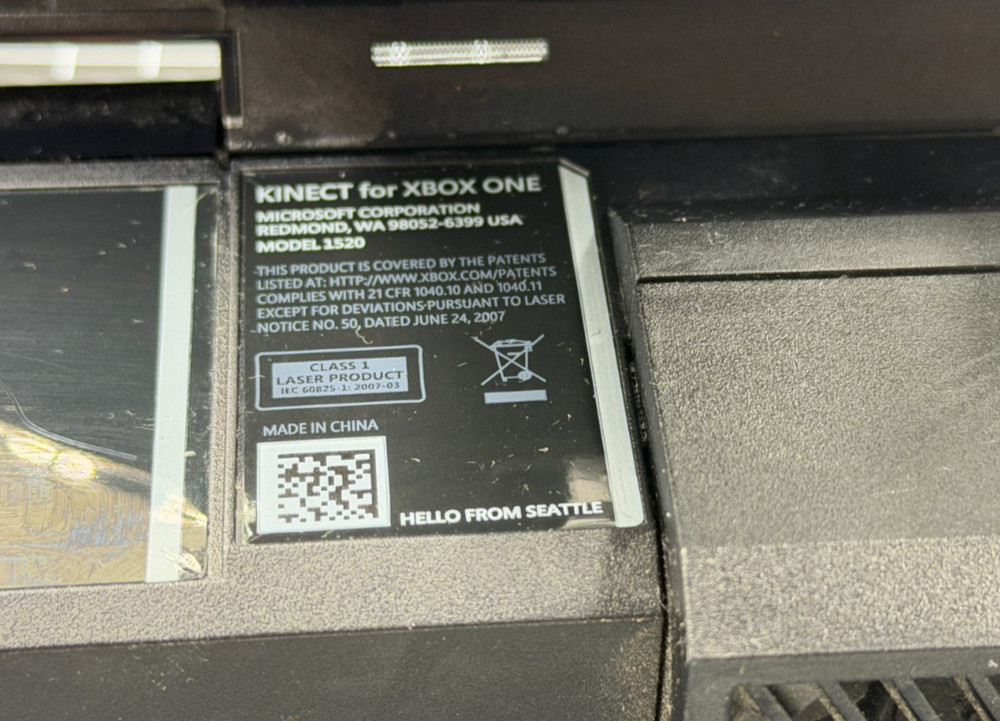 KINECT for XBOX ONE
MICROSOFT CORPORATION
REDMOND, WA 98052-6399 USA
MODEL 1520
THIS PRODUCT IS COVERED BY THE PATENTS
LISTED AT: HTTP://WWW.XBOX.COM/PATENTS
COMPLIES WITH 21 CFR 1040.10 AND 1040.11
EXCEPT FOR DEVIATIONS PURSUANT TO LASER
NOTICE NO. 50, DATED JUNE 24, 2007
CLASS 1
LASER PRODUCT
IEC 60825-1: 2007-03
MADE IN CHINA
HELLO FROM SEATTLE